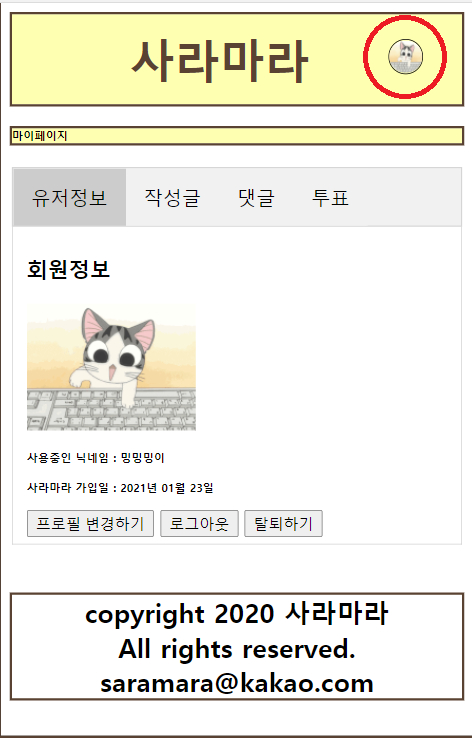 사라마라
마이페이지
유저정보 작성글 댓글 투표
회원정보
사용중인 닉네임 : 밍밍밍이
사라마라 가입일 : 2021년 01월 23일
프로필 변경하기 로그아웃 탈퇴하기
copyright 2020 사라마라
All rights reserved.
saramara@kakao.com